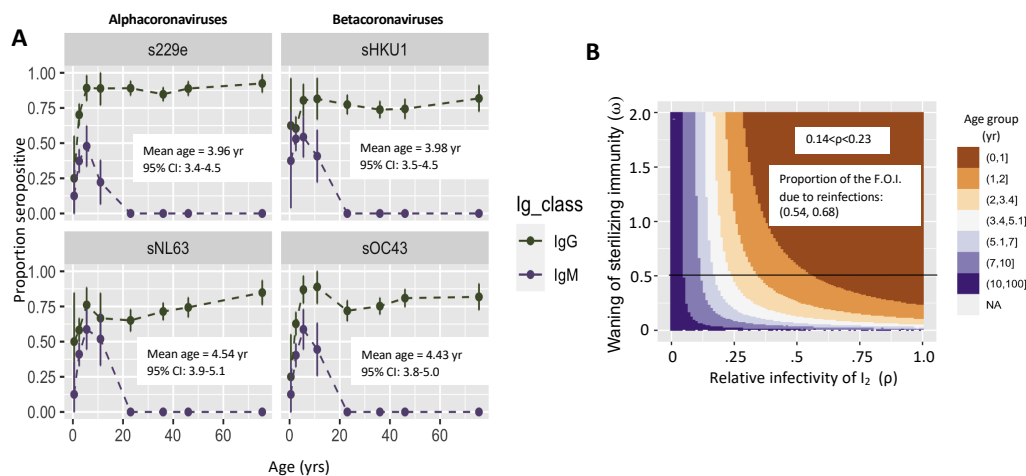 Alphacoronaviruses
Betacoronaviruses
A
s229e
sHKU1
Proportion seropositive
1.00
0.75
0.50
0.25
0.00
Mean age = 3.96 yr
95% CI: 3.4-4.5
Mean age = 3.98 yr
95% CI: 3.5-4.5
sNL63
sOC43
1.00
0.75
0.50
0.25
0.00
Mean age = 4.54 yr
95% CI: 3.9-5.1
Mean age = 4.43 yr
95% CI: 3.8-5.0
0 20 40 60
0 20 40 60
Age (yrs)
Ig_class
IgG
IgM
B
Waning of sterilizing immunity (ω)
2.0
1.5
1.0
0.5
0
0.14<ρ<0.23
Proportion of the F.O.I.
due to reinfections:
(0.54, 0.68)
0 .25 .5 .75 1.0
Relative infectivity of I₂ (ρ)
Age group
(yr)
(0,1]
(1,2]
(2,3.4]
(3.4,5.1]
(5.1,7]
(7,10]
(10,100]
NA